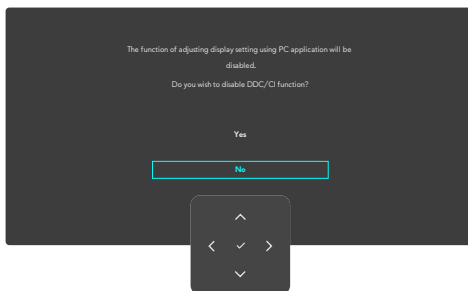 The function of adjusting display setting using PC application will be
disabled.
Do you wish to disable DDC/CI function?
Yes
No